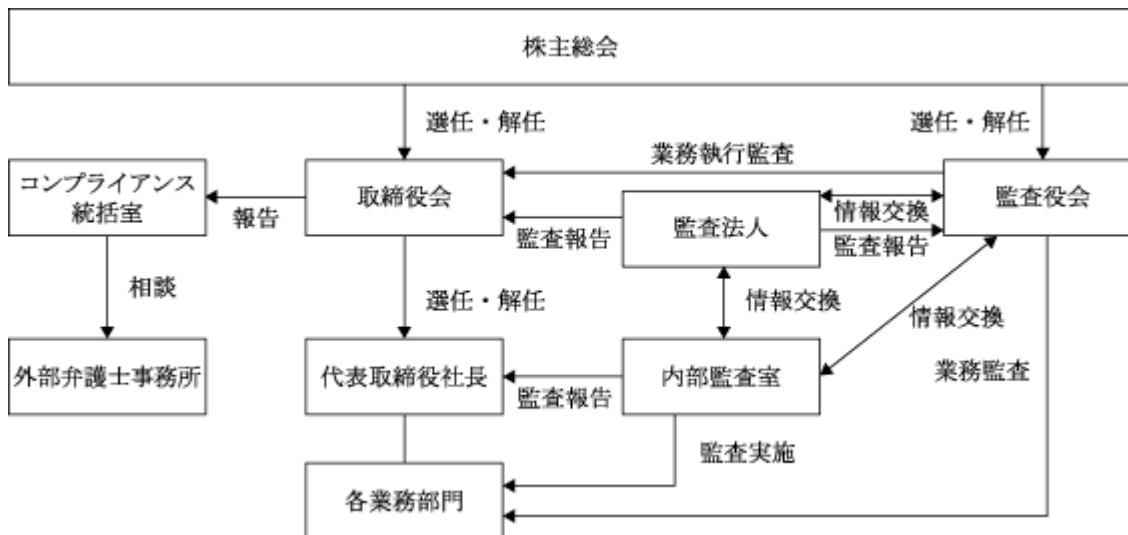 株主総会
選任・解任
選任・解任
業務執行監査
コンプライアンス
統括室
報告
取締役会
監査報告
監査法人
情報交換
監査報告
監査役会
相談
選任・解任
情報交換
情報交換
外部弁護士事務所
代表取締役社長
監査報告
内部監査室
業務監査
監査実施
各業務部門